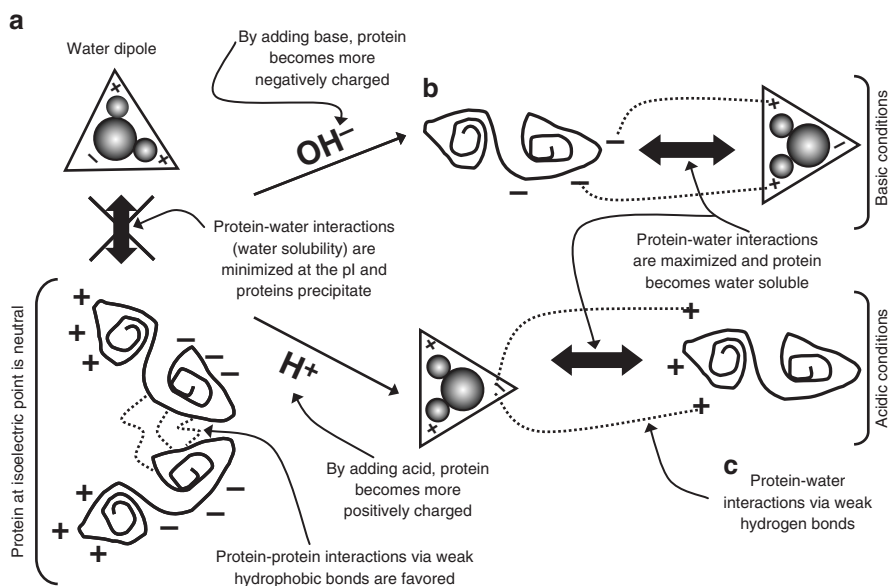 a
Water dipole
+
+
−
By adding base, protein
becomes more
negatively charged
OH−
b
−
−
−
+
+
−
Basic conditions
Protein-water interactions
(water solubility) are
minimized at the pI and
proteins precipitate
Protein-water interactions
are maximized and protein
becomes water soluble
Protein at isoelectric point is neutral
+
+
+
−
−
−
+
+
+
−
−
−
H+
+
+
−
+
+
+
Acidic conditions
By adding acid, protein
becomes more
positively charged
c
Protein-water
interactions via weak
hydrogen bonds
Protein-protein interactions via weak
hydrophobic bonds are favored